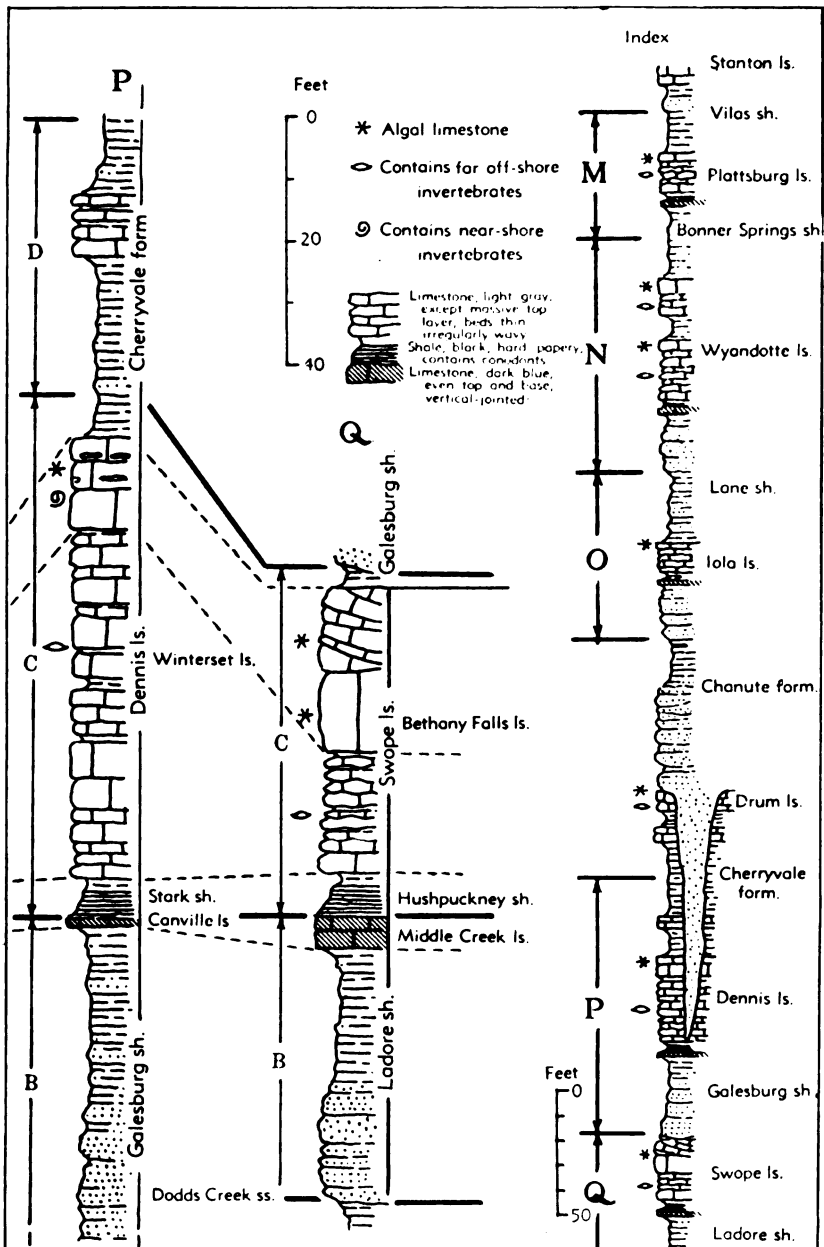 P
D
Cherryvale form
C
Dennis ls.
B
Galesburg sh.
Winterset ls.
Stark sh.
Canville ls
Dodds Creek ss.
Feet
0
20
40
Algal limestone
Contains far off-shore
invertebrates
Contains near-shore
invertebrates
Limestone, light gray,
except massive top
layer, beds thin
irregularly wavy
Shale, black, hard papery,
contains conodonts
Limestone, dark blue,
even top and base,
vertical-jointed
Q
Galesburg sh.
C
Swope ls.
Bethany Falls ls.
Hushpuckney sh.
Middle Creek ls.
B
Ladore sh.
Index
Stanton ls.
Vilas sh.
M
Plattsburg ls.
Bonner Springs sh
N
Wyandotte ls.
Lane sh.
O
Iola ls.
Chanute form.
Drum ls.
Cherryvale
form.
P
Dennis ls.
Feet
0
50
Galesburg sh
Q
Swope ls.
Ladore sh.